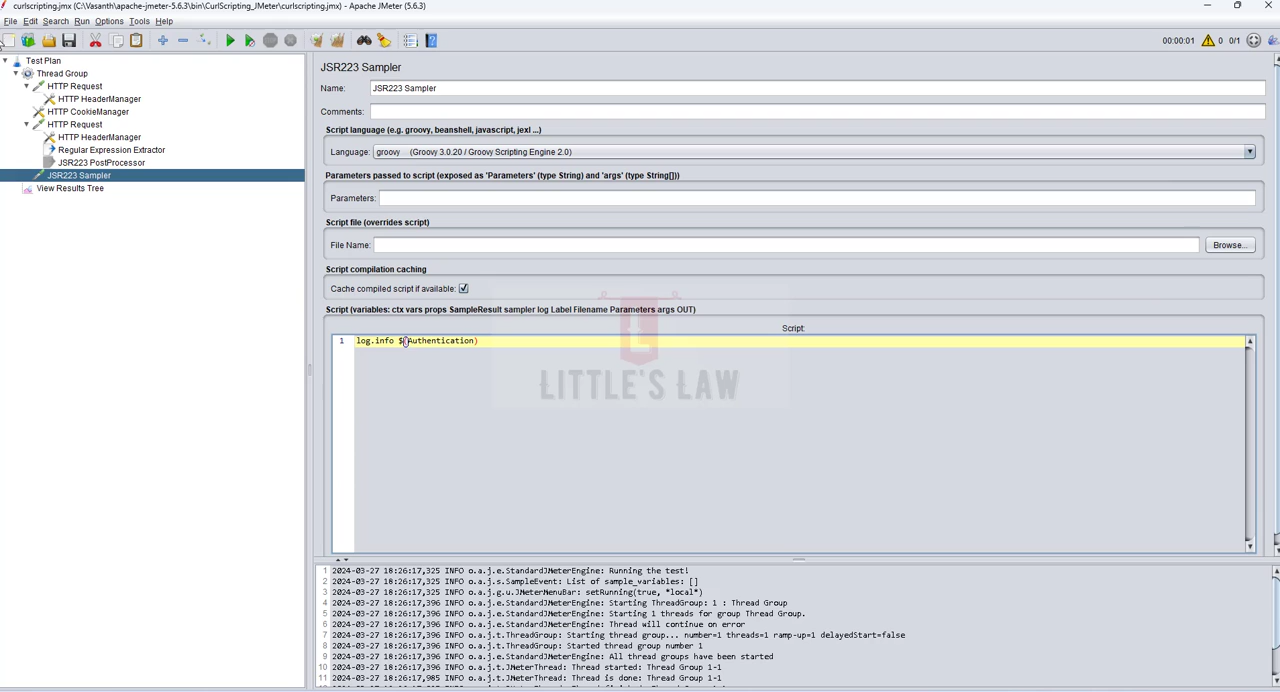 curlscripting.jmx (C:\Vasanth\apache-jmeter-5.6.3\bin\CurlScripting_JMeter\curlscripting.jmx) - Apache JMeter (5.6.3)
File Edit Search Run Options Tools Help
00:00:01 0 0/1
Test Plan
Thread Group
HTTP Request
HTTP HeaderManager
HTTP CookieManager
HTTP Request
HTTP HeaderManager
Regular Expression Extractor
JSR223 PostProcessor
JSR223 Sampler
View Results Tree
JSR223 Sampler
Name: JSR223 Sampler
Comments:
Script language (e.g. groovy, beanshell, javascript, jexl ...)
Language: groovy (Groovy 3.0.20 / Groovy Scripting Engine 2.0)
Parameters passed to script (exposed as 'Parameters' (type String) and 'args' (type String[]))
Parameters:
Script file (overrides script)
File Name: Browse...
Script compilation caching
Cache compiled script if available:
Script (variables: ctx vars props SampleResult sampler log Label Filename Parameters args OUT)
Script:
1 log.info $(Authentication)
LITTLE'S LAW
1 2024-03-27 18:26:17,325 INFO o.a.j.e.StandardJMeterEngine: Running the test!
2 2024-03-27 18:26:17,325 INFO o.a.j.s.SampleEvent: List of sample_variables: []
3 2024-03-27 18:26:17,325 INFO o.a.j.g.u.JMeterMenuBar: setRunning(true, *local*)
4 2024-03-27 18:26:17,396 INFO o.a.j.e.StandardJMeterEngine: Starting ThreadGroup: 1 : Thread Group
5 2024-03-27 18:26:17,396 INFO o.a.j.e.StandardJMeterEngine: Starting 1 threads for group Thread Group.
6 2024-03-27 18:26:17,396 INFO o.a.j.e.StandardJMeterEngine: Thread will continue on error
7 2024-03-27 18:26:17,396 INFO o.a.j.t.ThreadGroup: Starting thread group... number=1 threads=1 ramp-up=1 delayedStart=false
8 2024-03-27 18:26:17,396 INFO o.a.j.t.ThreadGroup: Started thread group number 1
9 2024-03-27 18:26:17,396 INFO o.a.j.e.StandardJMeterEngine: All thread groups have been started
10 2024-03-27 18:26:17,396 INFO o.a.j.t.JMeterThread: Thread started: Thread Group 1-1
11 2024-03-27 18:26:17,985 INFO o.a.j.t.JMeterThread: Thread is done: Thread Group 1-1